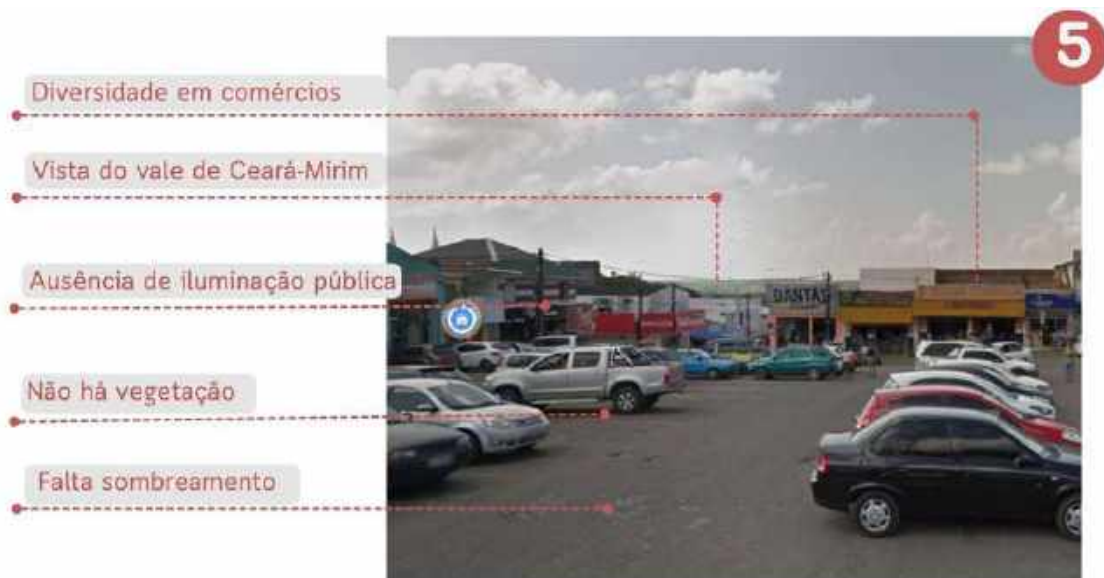 5
Diversidade em comércios
Vista do vale de Ceará-Mirim
Ausência de iluminação pública
Não há vegetação
Falta sombreamento
DANTAS